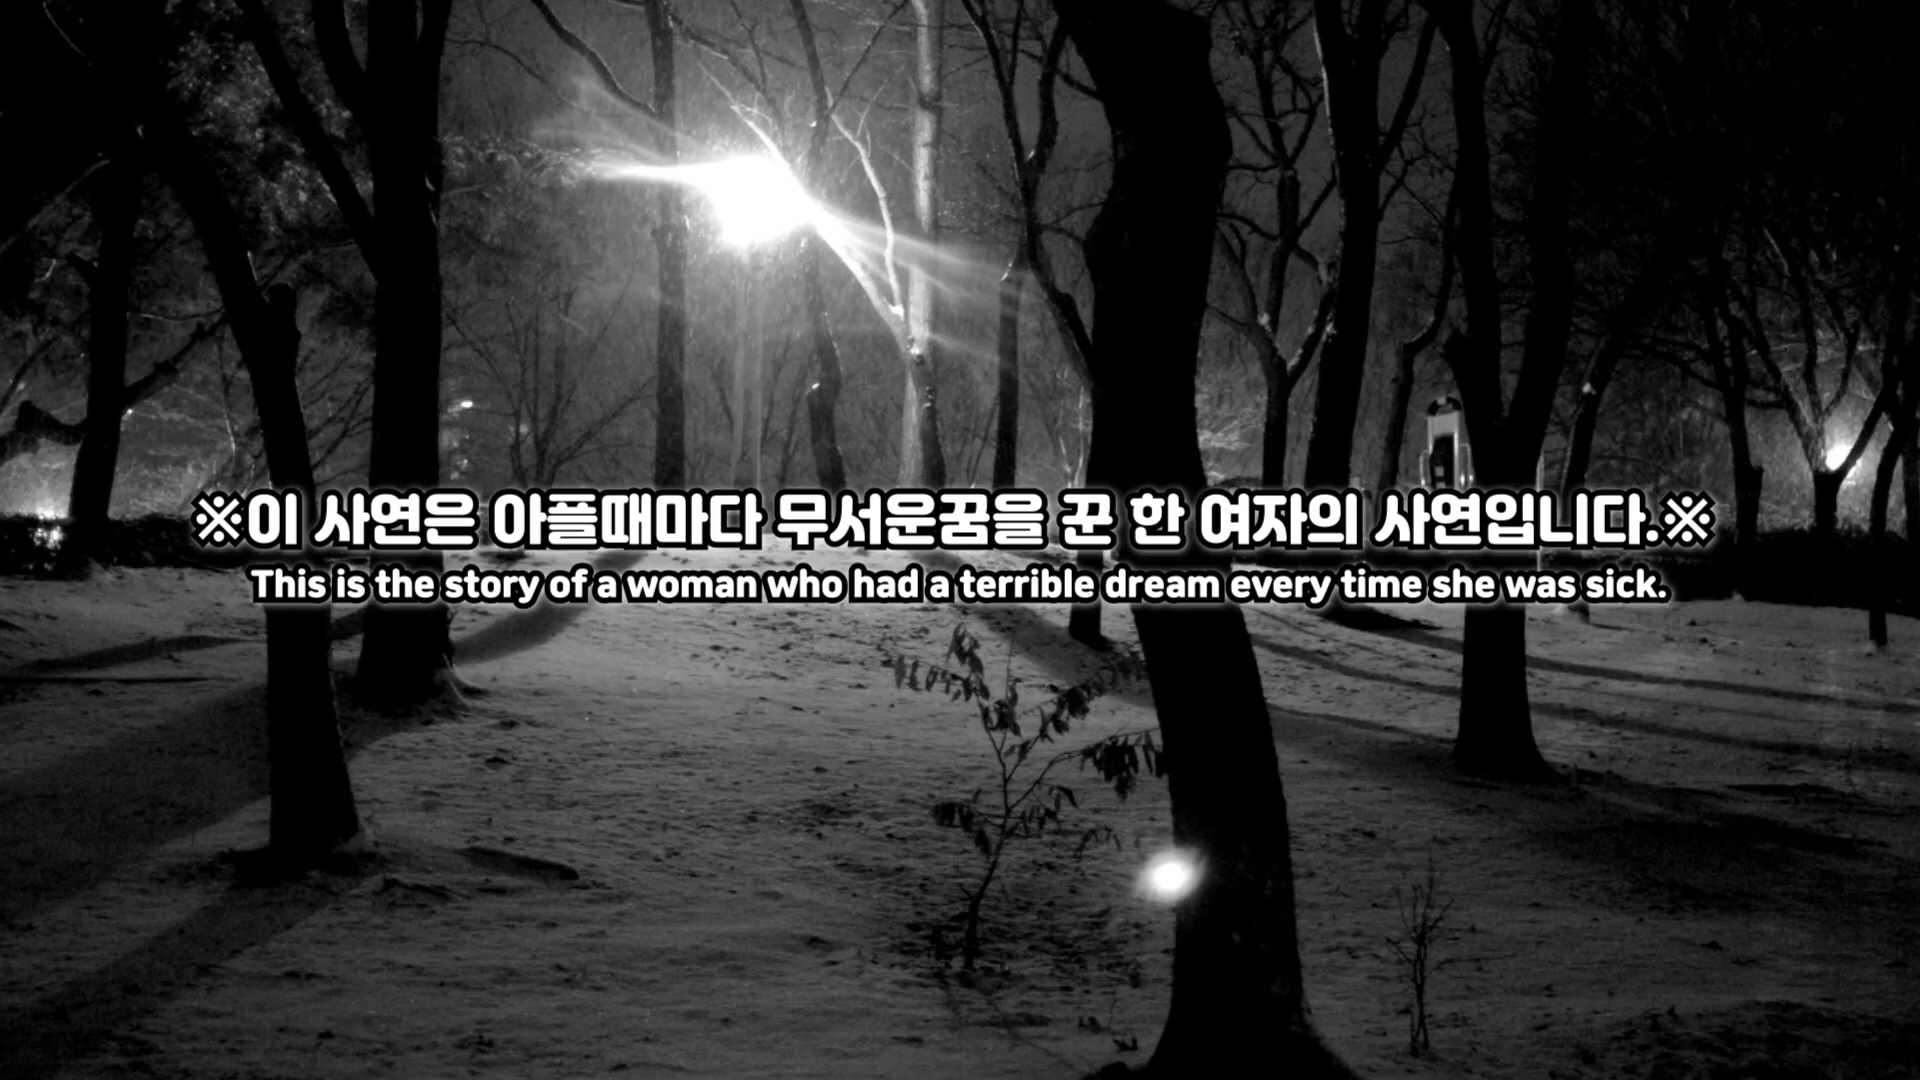 ※이 사연은 아플때마다 무서운꿈을 꾼 한 여자의 사연입니다.※
This is the story of a woman who had a terrible dream every time she was sick.